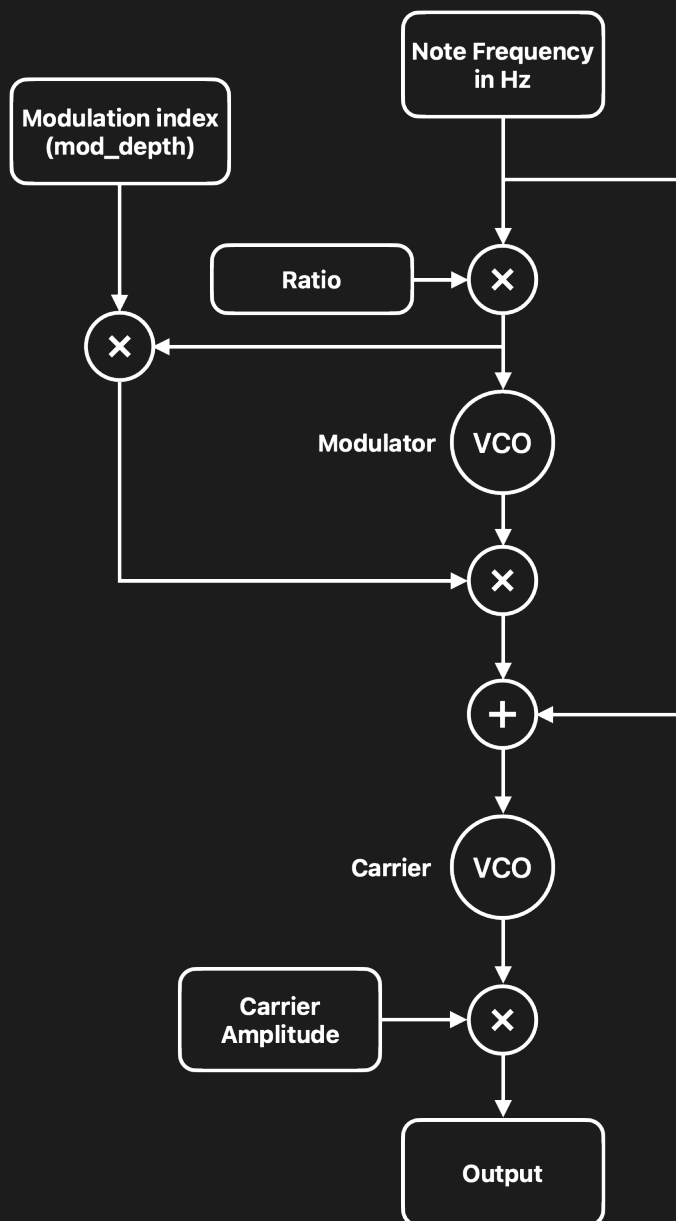 Note Frequency
in Hz
Modulation index
(mod_depth)
Ratio
×
×
Modulator
VCO
×
+
Carrier
VCO
Carrier
Amplitude
×
Output